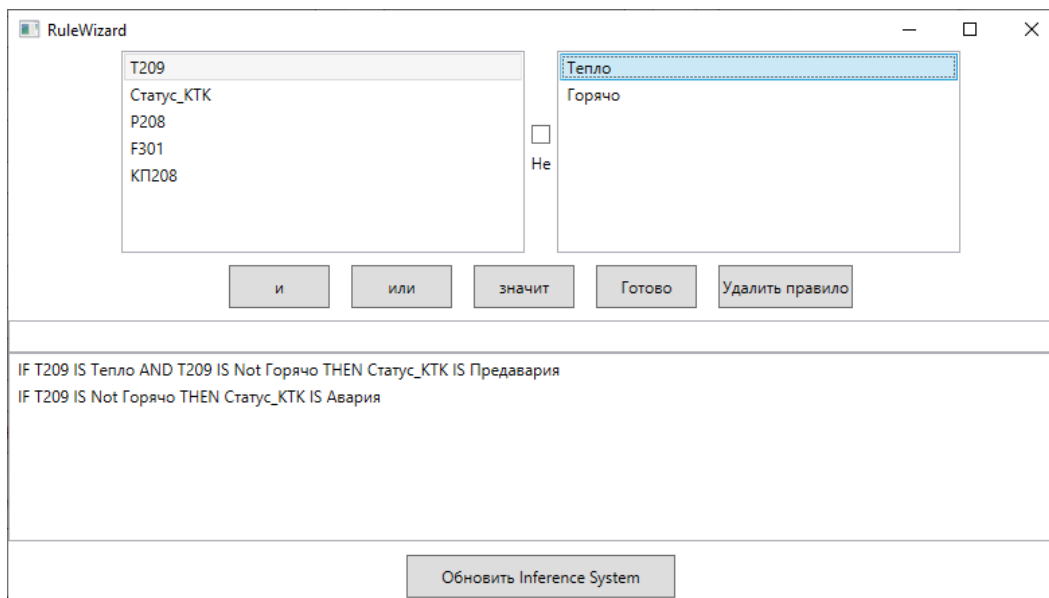 RuleWizard
T209
Статус_КТК
P208
F301
КП208
Не
Тепло
Горячо
и
или
значит
Готово
Удалить правило
IF T209 IS Тепло AND T209 IS Not Горячо THEN Статус_КТК IS Предавария
IF T209 IS Not Горячо THEN Статус_КТК IS Авария
Обновить Inference System